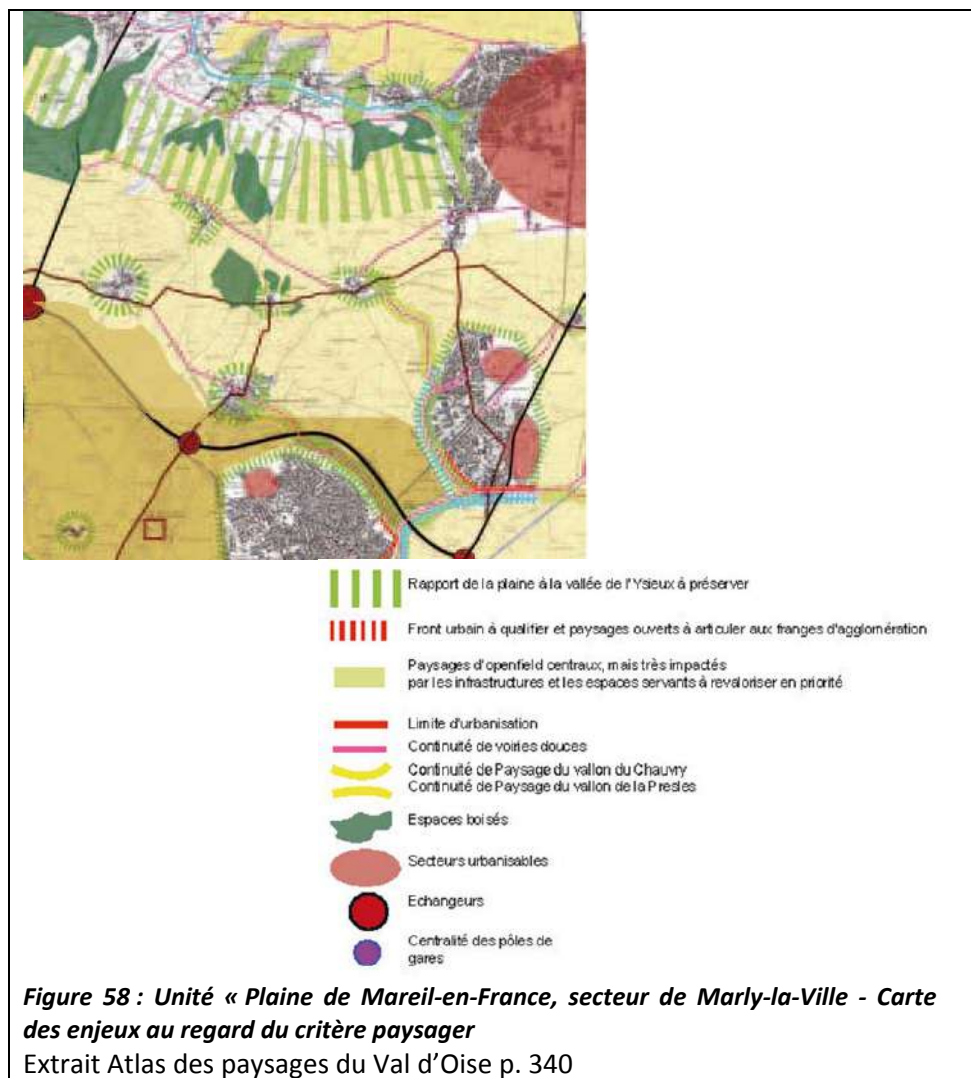 Rapport de la plaine à la vallée de l'Ysieux à préserver
Front urbain à qualifier et paysages ouverts à articuler aux franges d'agglomération
Paysages d'openfield centraux, mais très impactés
par les infrastructures et les espaces servants à revaloriser en priorité
Limite d'urbanisation
Continuité de voiries douces
Continuité de Paysage du vallon du Chauvry
Continuité de Paysage du vallon de la Presles
Espaces boisés
Secteurs urbanisables
Echangeurs
Centralité des pôles de
gares
Figure 58 : Unité « Plaine de Mareil-en-France, secteur de Marly-la-Ville - Carte
des enjeux au regard du critère paysager
Extrait Atlas des paysages du Val d'Oise p. 340